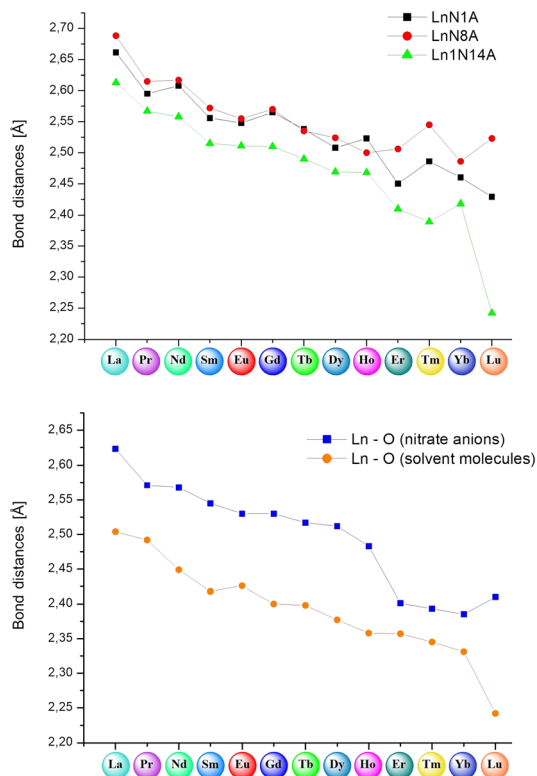 LnN1A
LnN8A
Ln1N14A
Bond distances [Å]
2,70
2,65
2,60
2,55
2,50
2,45
2,40
2,35
2,30
2,25
2,20
La Pr Nd Sm Eu Gd Tb Dy Ho Er Tm Yb Lu
Ln - O (nitrate anions)
Ln - O (solvent molecules)
Bond distances [Å]
2,65
2,60
2,55
2,50
2,45
2,40
2,35
2,30
2,25
2,20
La Pr Nd Sm Eu Gd Tb Dy Ho Er Tm Yb Lu